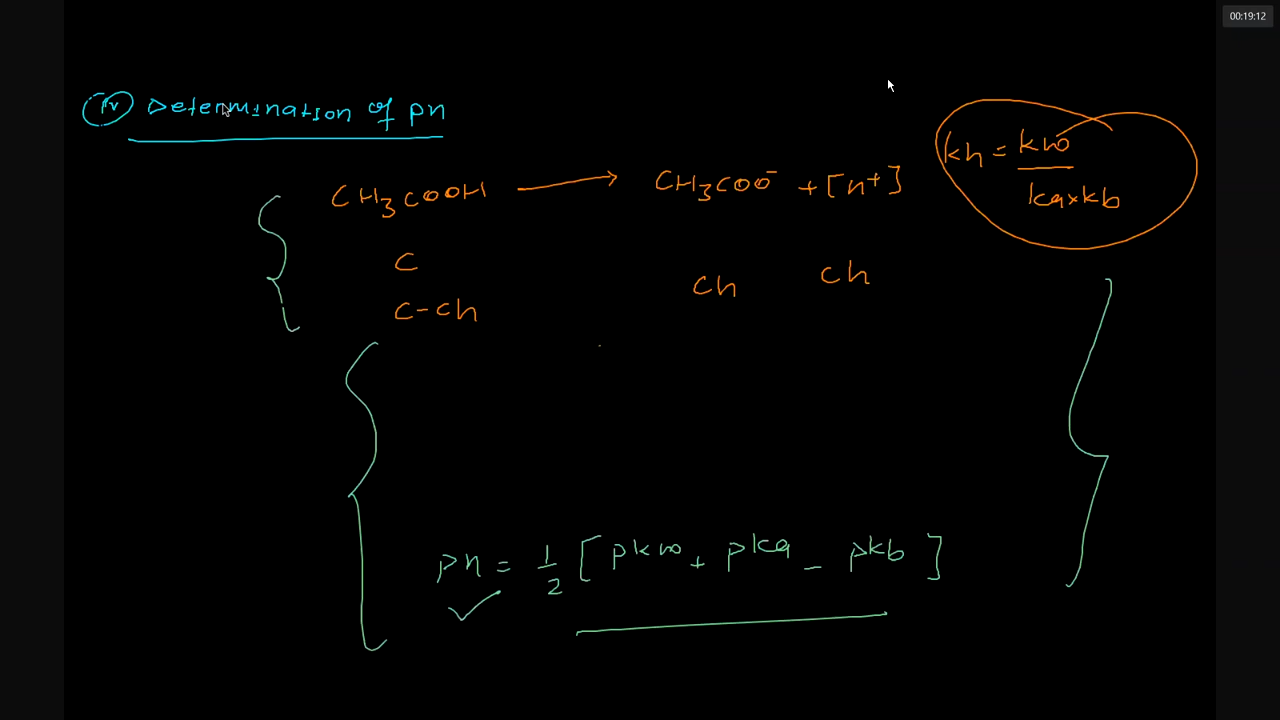 00:19:12
(iv) Determination of pH
Kh = Kw / Ka×Kb
CH3COOH → CH3COO⁻ + [H⁺]
C
Ch Ch
C-Ch
pH = 1/2 [pKw + pKa - pKb]